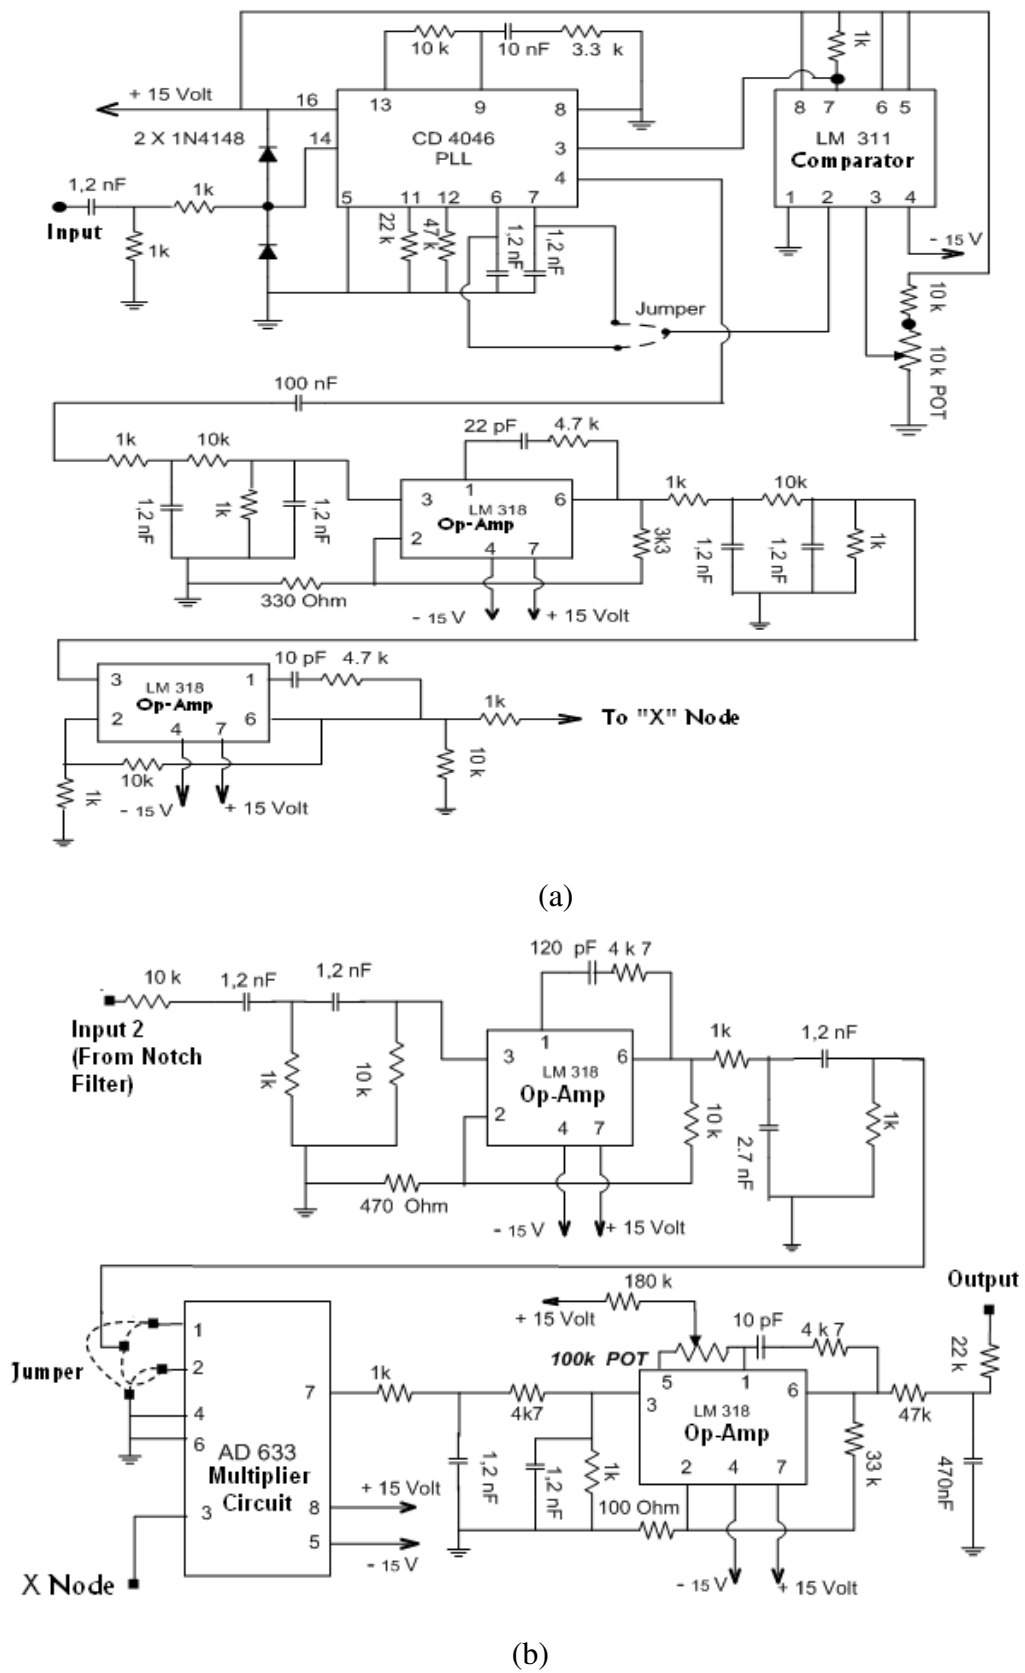 10 k
10 nF
3.3 k
1k
+ 15 Volt
16
13
9
8
8
7
6
5
2 X 1N4148
14
CD 4046
PLL
3
LM 311
Comparator
1,2 nF
1k
4
Input
5
11
12
6
7
1
2
3
4
1k
22 k
47 k
1,2 nF
1,2 nF
- 15 V
Jumper
10 k
10 k POT
100 nF
22 pF
4.7 k
1k
10k
1k
10k
1,2 nF
1k
1,2 nF
3
1
LM 318
Op-Amp
6
2
4
7
3k3
1,2 nF
1,2 nF
1k
330 Ohm
- 15 V
+ 15 Volt
10 pF
4.7 k
3
LM 318
Op-Amp
1
2
4
7
6
1k
To "X" Node
10k
10 k
1k
- 15 V
+ 15 Volt
(a)
120 pF
4 k 7
10 k
1,2 nF
1,2 nF
Input 2
(From Notch
Filter)
1k
10 k
3
1
LM 318
Op-Amp
6
2
4
7
1k
1,2 nF
10 k
2.7 nF
1k
470 Ohm
- 15 V
+ 15 Volt
Output
180 k
+ 15 Volt
10 pF
4 k 7
100k POT
22 k
Jumper
1
2
4
6
3
7
AD 633
Multiplier
Circuit
8
5
1k
4k7
5
1
3
LM 318
Op-Amp
6
2
4
7
47k
33 k
470nF
1,2 nF
1,2 nF
1k
100 Ohm
+ 15 Volt
- 15 V
X Node
- 15 V
+ 15 Volt
(b)